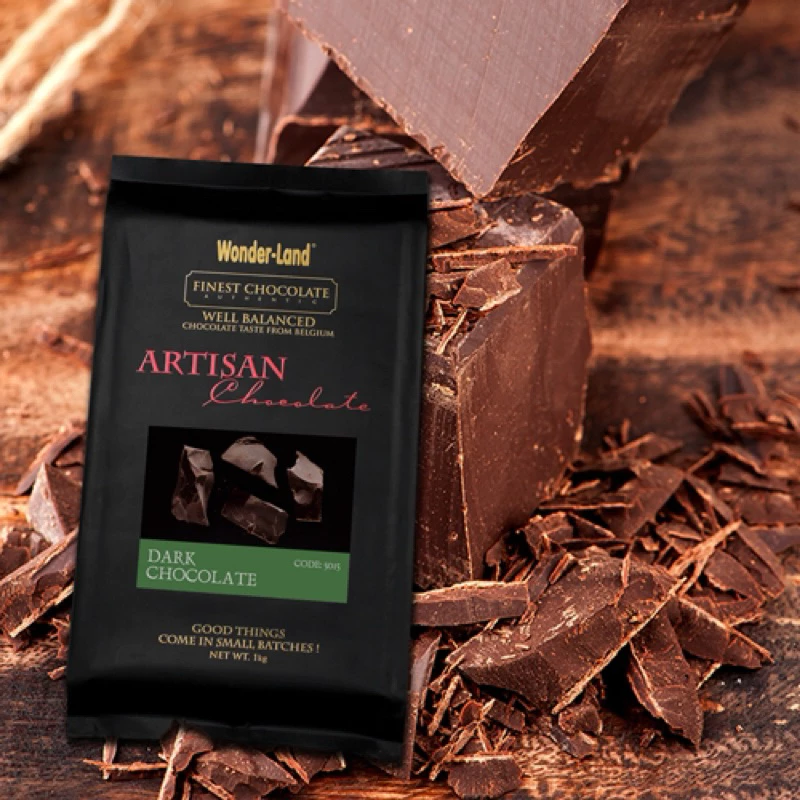 Wonder-Land®
FINEST CHOCOLATE
AUTHENTIC
WELL BALANCED
CHOCOLATE TASTE FROM BELGIUM
ARTISAN
Chocolate
DARK
CHOCOLATE
CODE: 5015
GOOD THINGS
COME IN SMALL BATCHES !
NET WT. 1kg